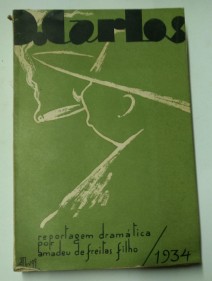 D. Carlos
reportagem dramática
por
amadeu de freitas filho
/1934